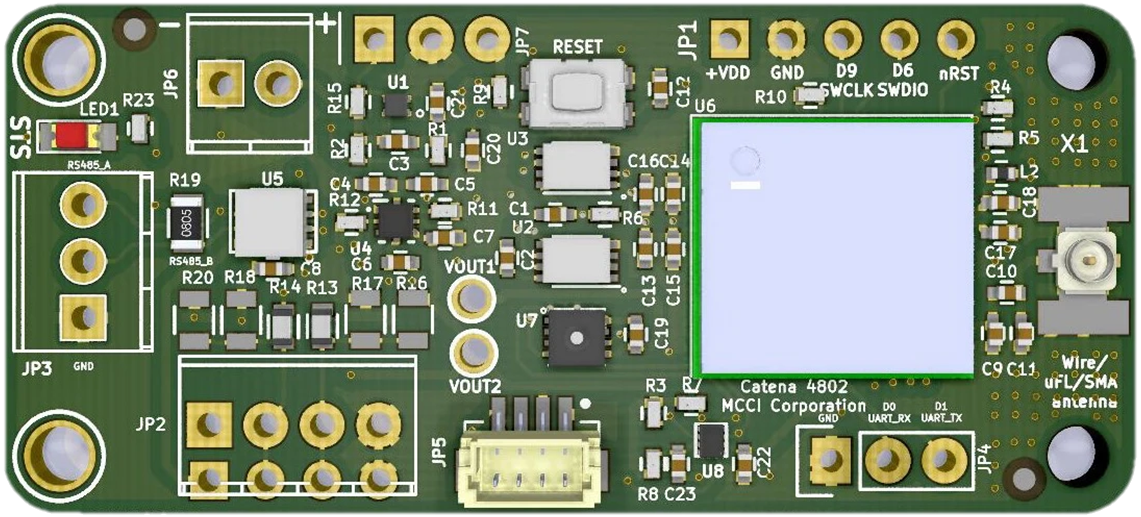 JP6
- +
JP7
RESET
JP1
+VDD GND D9 D6 nRST
SWCLK SWDIO
STS
LED1
R23
R15
U1
C21
R9
C12
R10
U6
R4
R2
C3
R1
C20
U3
R5
X1
RS485_A
R19
0805
RS485_B
U5
C4
C5
R12
R11
C16
C14
L2
C18
C1
R6
U2
U4
C7
C6
C8
C2
C13
C15
C17
C10
VOUT1
R20
R18
R14
R13
R17
R16
U7
C19
C9
C11
JP3
GND
VOUT2
Wire/
uFL/SMA
antenna
Catena 4802
MCCI Corporation
R3
R7
GND
D0
UART_RX
D1
UART_TX
JP2
JP5
U8
R8
C23
C22
JP4